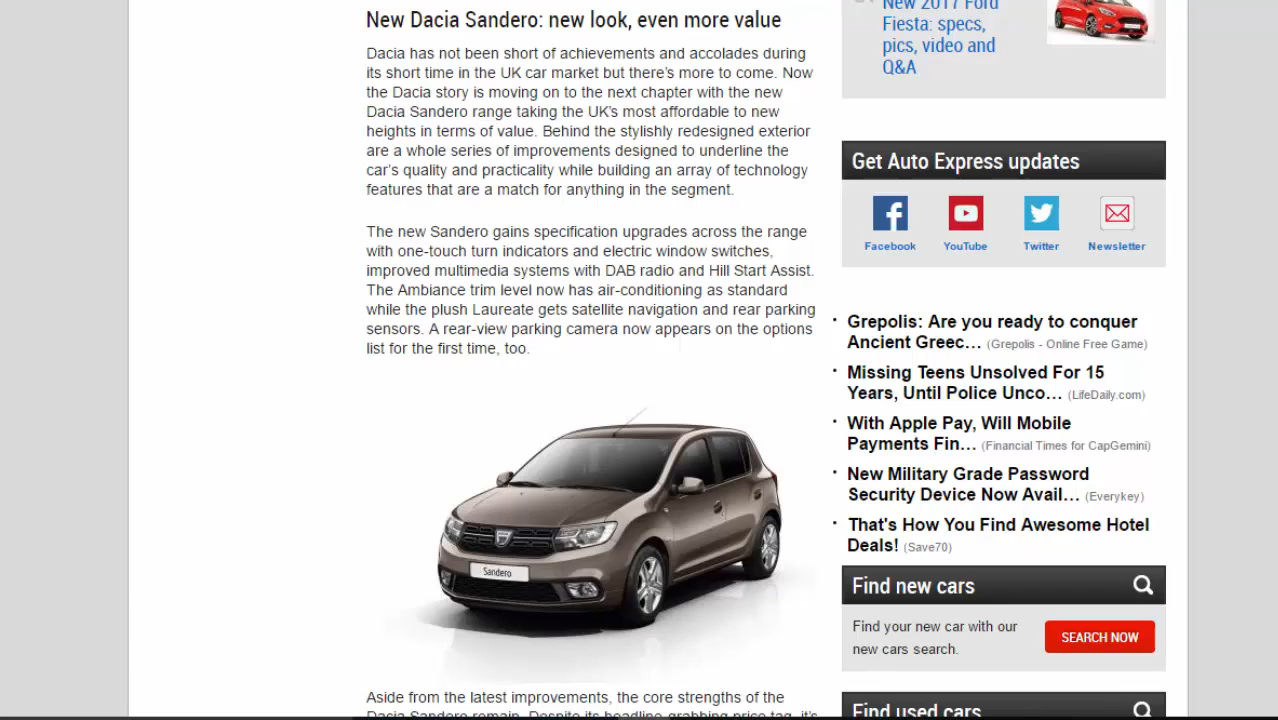 New Dacia Sandero: new look, even more value
Dacia has not been short of achievements and accolades during
its short time in the UK car market but there's more to come. Now
the Dacia story is moving on to the next chapter with the new
Dacia Sandero range taking the UK's most affordable to new
heights in terms of value. Behind the stylishly redesigned exterior
are a whole series of improvements designed to underline the
car's quality and practicality while building an array of technology
features that are a match for anything in the segment.
The new Sandero gains specification upgrades across the range
with one-touch turn indicators and electric window switches,
improved multimedia systems with DAB radio and Hill Start Assist.
The Ambiance trim level now has air-conditioning as standard
while the plush Laureate gets satellite navigation and rear parking
sensors. A rear-view parking camera now appears on the options
list for the first time, too.
Sandero
Aside from the latest improvements, the core strengths of the
Dacia Sandero remain. Despite its headline-grabbing price tag, it's
New 2017 Ford
Fiesta: specs,
pics, video and
Q&A
Get Auto Express updates
Facebook
YouTube
Twitter
Newsletter
Grepolis: Are you ready to conquer
Ancient Greec… (Grepolis - Online Free Game)
Missing Teens Unsolved For 15
Years, Until Police Unco… (LifeDaily.com)
With Apple Pay, Will Mobile
Payments Fin… (Financial Times for CapGemini)
New Military Grade Password
Security Device Now Avail… (Everykey)
That's How You Find Awesome Hotel
Deals! (Save70)
Find new cars
Find your new car with our
new cars search.
SEARCH NOW
Find used cars